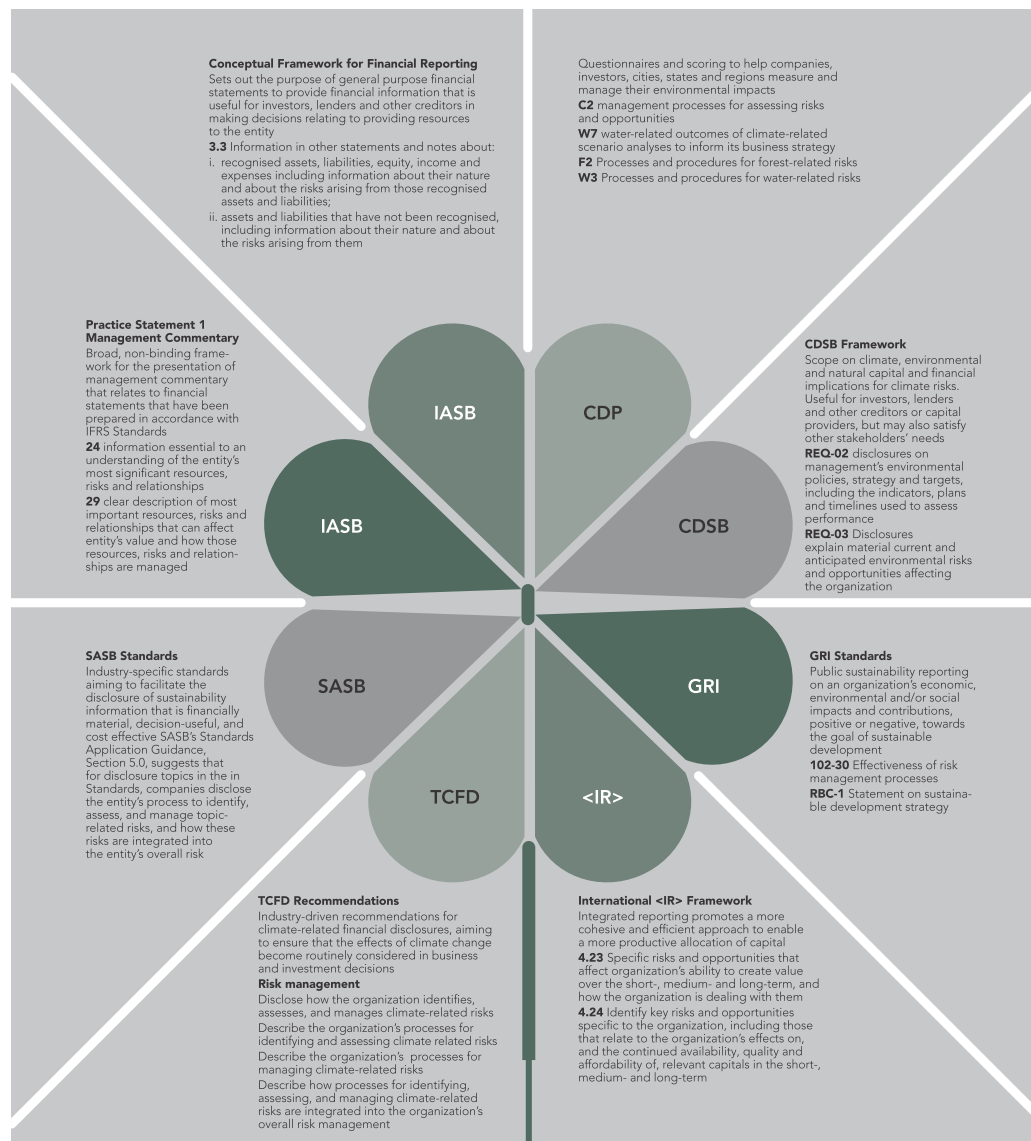 Conceptual Framework for Financial Reporting
Sets out the purpose of general purpose financial
statements to provide financial information that is
useful for investors, lenders and other creditors in
making decisions relating to providing resources
to the entity
3.3 Information in other statements and notes about:
i. recognised assets, liabilities, equity, income and
expenses including information about their nature
and about the risks arising from those recognised
assets and liabilities;
ii. assets and liabilities that have not been recognised,
including information about their nature and about
the risks arising from them
Questionnaires and scoring to help companies,
investors, cities, states and regions measure and
manage their environmental impacts
C2 management processes for assessing risks
and opportunities
W7 water-related outcomes of climate-related
scenario analyses to inform its business strategy
F2 Processes and procedures for forest-related risks
W3 Processes and procedures for water-related risks
Practice Statement 1
Management Commentary
Broad, non-binding frame-
work for the presentation of
management commentary
that relates to financial
statements that have been
prepared in accordance with
IFRS Standards
24 information essential to an
understanding of the entity's
most significant resources,
risks and relationships
29 clear description of most
important resources, risks and
relationships that can affect
entity's value and how those
resources, risks and relation-
ships are managed
IASB
CDP
IASB
CDSB
CDSB Framework
Scope on climate, environmental
and natural capital and financial
implications for climate risks.
Useful for investors, lenders
and other creditors or capital
providers, but may also satisfy
other stakeholders' needs
REQ-02 disclosures on
management's environmental
policies, strategy and targets,
including the indicators, plans
and timelines used to assess
performance
REQ-03 Disclosures
explain material current and
anticipated environmental risks
and opportunities affecting
the organization
SASB Standards
Industry-specific standards
aiming to facilitate the
disclosure of sustainability
information that is financially
material, decision-useful, and
cost effective SASB's Standards
Application Guidance,
Section 5.0, suggests that
for disclosure topics in the in
Standards, companies disclose
the entity's process to identify,
assess, and manage topic-
related risks, and how these
risks are integrated into
the entity's overall risk
SASB
GRI
TCFD
<IR>
GRI Standards
Public sustainability reporting
on an organization's economic,
environmental and/or social
impacts and contributions,
positive or negative, towards
the goal of sustainable
development
102-30 Effectiveness of risk
management processes
RBC-1 Statement on sustaina-
ble development strategy
TCFD Recommendations
Industry-driven recommendations for
climate-related financial disclosures, aiming
to ensure that the effects of climate change
become routinely considered in business
and investment decisions
Risk management
Disclose how the organization identifies,
assesses, and manages climate-related risks
Describe the organization's processes for
identifying and assessing climate related risks
Describe the organization's processes for
managing climate-related risks
Describe how processes for identifying,
assessing, and managing climate-related
risks are integrated into the organization's
overall risk management
International <IR> Framework
Integrated reporting promotes a more
cohesive and efficient approach to enable
a more productive allocation of capital
4.23 Specific risks and opportunities that
affect organization's ability to create value
over the short-, medium- and long-term, and
how the organization is dealing with them
4.24 Identify key risks and opportunities
specific to the organization, including those
that relate to the organization's effects on,
and the continued availability, quality and
affordability of, relevant capitals in the short-,
medium- and long-term